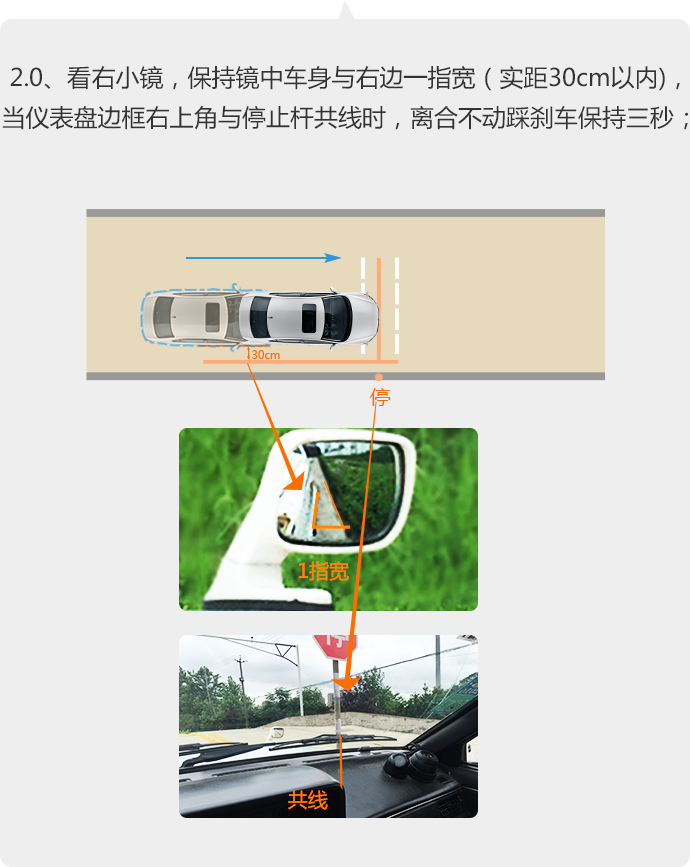 2.0、看右小镜，保持镜中车身与右边一指宽（实距30cm以内)，
当仪表盘边框右上角与停止杆共线时，离合不动踩刹车保持三秒；
30cm
停
1指宽
停
共线